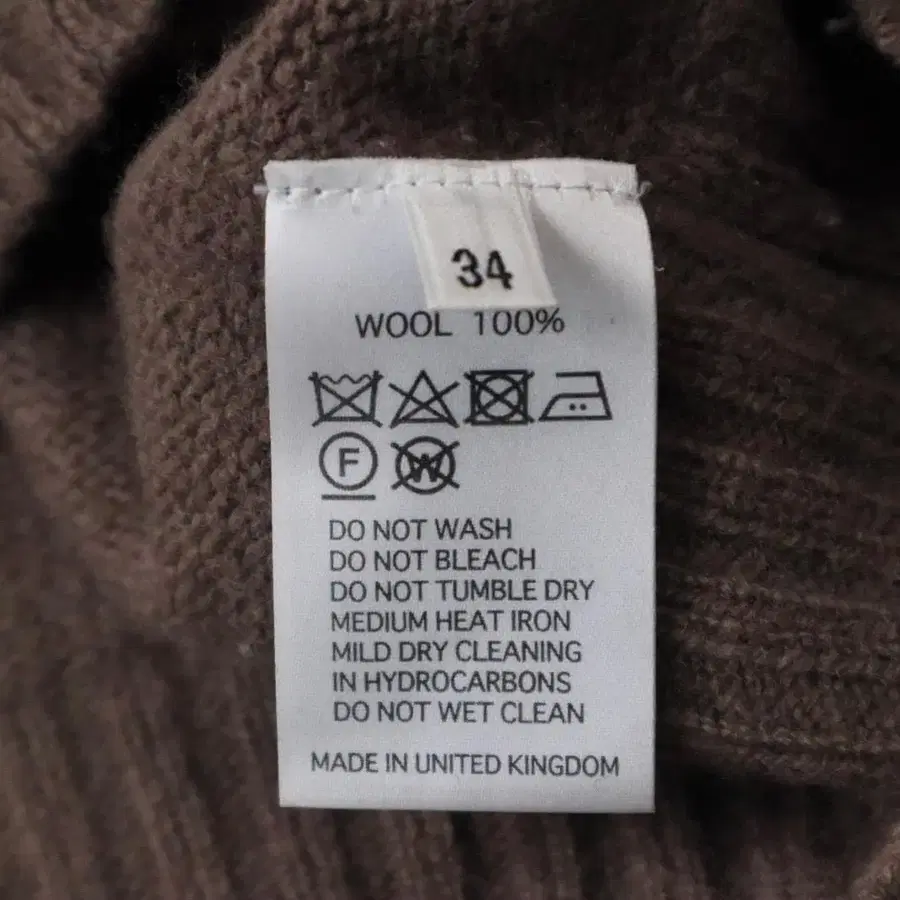 34
WOOL 100%
F
W
DO NOT WASH
DO NOT BLEACH
DO NOT TUMBLE DRY
MEDIUM HEAT IRON
MILD DRY CLEANING
IN HYDROCARBONS
DO NOT WET CLEAN
MADE IN UNITED KINGDOM